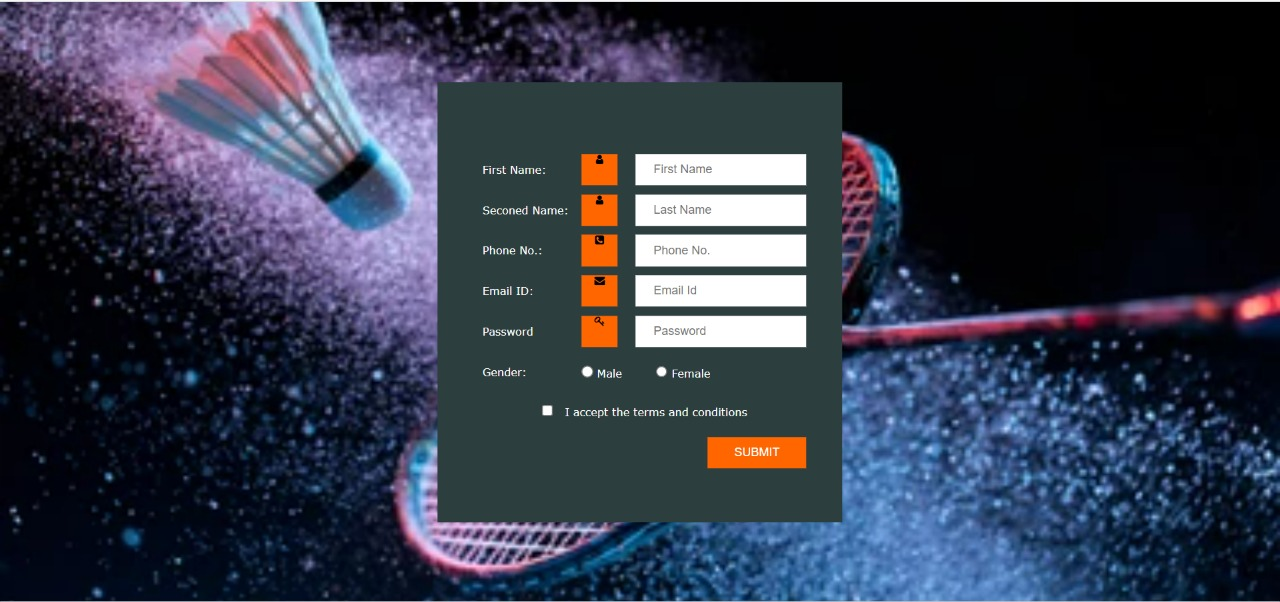 First Name: First Name
Seconed Name: Last Name
Phone No.: Phone No.
Email ID: Email Id
Password Password
Gender: Male Female
I accept the terms and conditions
SUBMIT